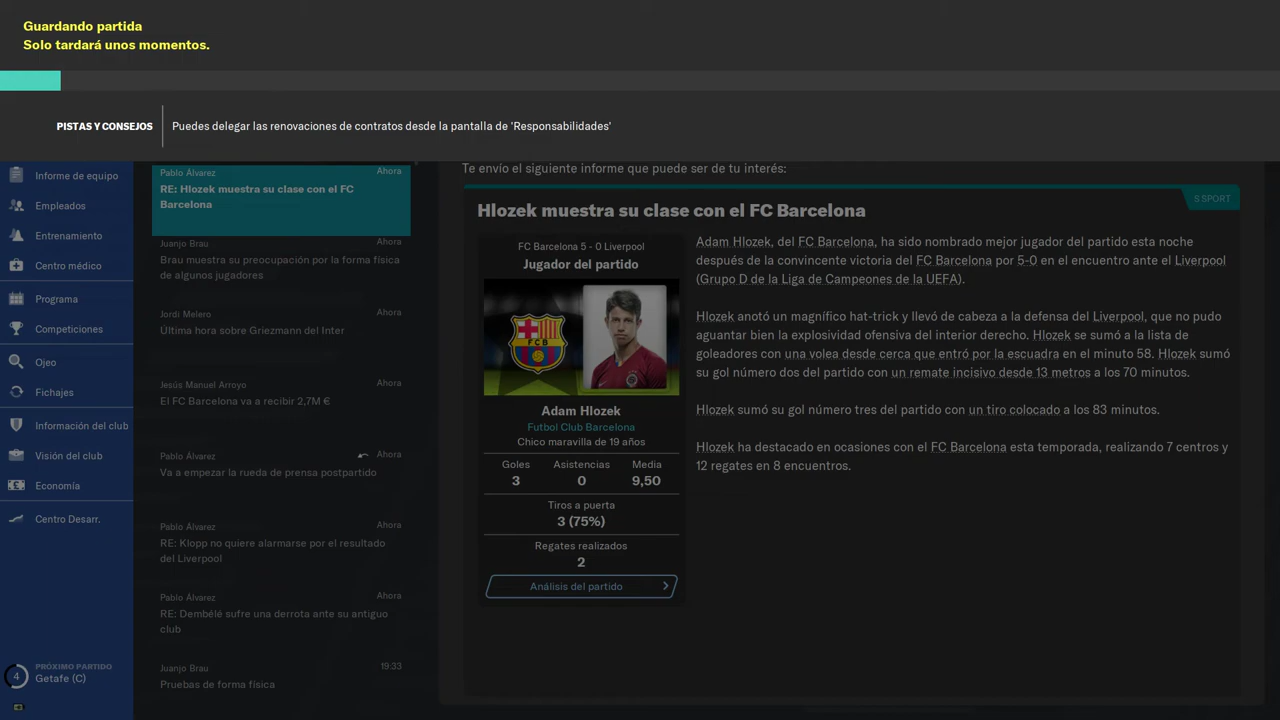 Guardando partida
Solo tardará unos momentos.
PISTAS Y CONSEJOS
Puedes delegar las renovaciones de contratos desde la pantalla de 'Responsabilidades'
Informe de equipo
Empleados
Entrenamiento
Centro médico
Programa
Competiciones
Ojeo
Fichajes
Información del club
Visión del club
Economía
Centro Desarr.
4
PRÓXIMO PARTIDO
Getafe (C)
Pablo Álvarez
Ahora
RE: Hlozek muestra su clase con el FC
Barcelona
Juanjo Brau
Ahora
Brau muestra su preocupación por la forma física
de algunos jugadores
Jordi Melero
Ahora
Última hora sobre Griezmann del Inter
Jesús Manuel Arroyo
Ahora
El FC Barcelona va a recibir 2,7M €
Pablo Álvarez
Ahora
Va a empezar la rueda de prensa postpartido
Pablo Álvarez
Ahora
RE: Klopp no quiere alarmarse por el resultado
del Liverpool
Pablo Álvarez
Ahora
RE: Dembélé sufre una derrota ante su antiguo
club
Juanjo Brau
19:33
Pruebas de forma física
Te envío el siguiente informe que puede ser de tu interés:
Hlozek muestra su clase con el FC Barcelona
FC Barcelona 5 - 0 Liverpool
Jugador del partido
FCB
Adam Hlozek
Futbol Club Barcelona
Chico maravilla de 19 años
Goles
Asistencias
Media
3
0
9,50
Tiros a puerta
3 (75%)
Regates realizados
2
Análisis del partido
Adam Hlozek, del FC Barcelona, ha sido nombrado mejor jugador del partido esta noche
después de la convincente victoria del FC Barcelona por 5-0 en el encuentro ante el Liverpool
(Grupo D de la Liga de Campeones de la UEFA).
Hlozek anotó un magnífico hat-trick y llevó de cabeza a la defensa del Liverpool, que no pudo
aguantar bien la explosividad ofensiva del interior derecho. Hlozek se sumó a la lista de
goleadores con una volea desde cerca que entró por la escuadra en el minuto 58. Hlozek sumó
su gol número dos del partido con un remate incisivo desde 13 metros a los 70 minutos.
Hlozek sumó su gol número tres del partido con un tiro colocado a los 83 minutos.
Hlozek ha destacado en ocasiones con el FC Barcelona esta temporada, realizando 7 centros y
12 regates en 8 encuentros.